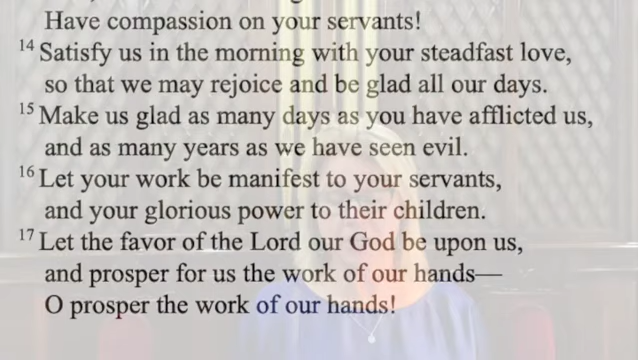 Have compassion on your servants!
14 Satisfy us in the morning with your steadfast love,
so that we may rejoice and be glad all our days.
15 Make us glad as many days as you have afflicted us,
and as many years as we have seen evil.
16 Let your work be manifest to your servants,
and your glorious power to their children.
17 Let the favor of the Lord our God be upon us,
and prosper for us the work of our hands—
O prosper the work of our hands!